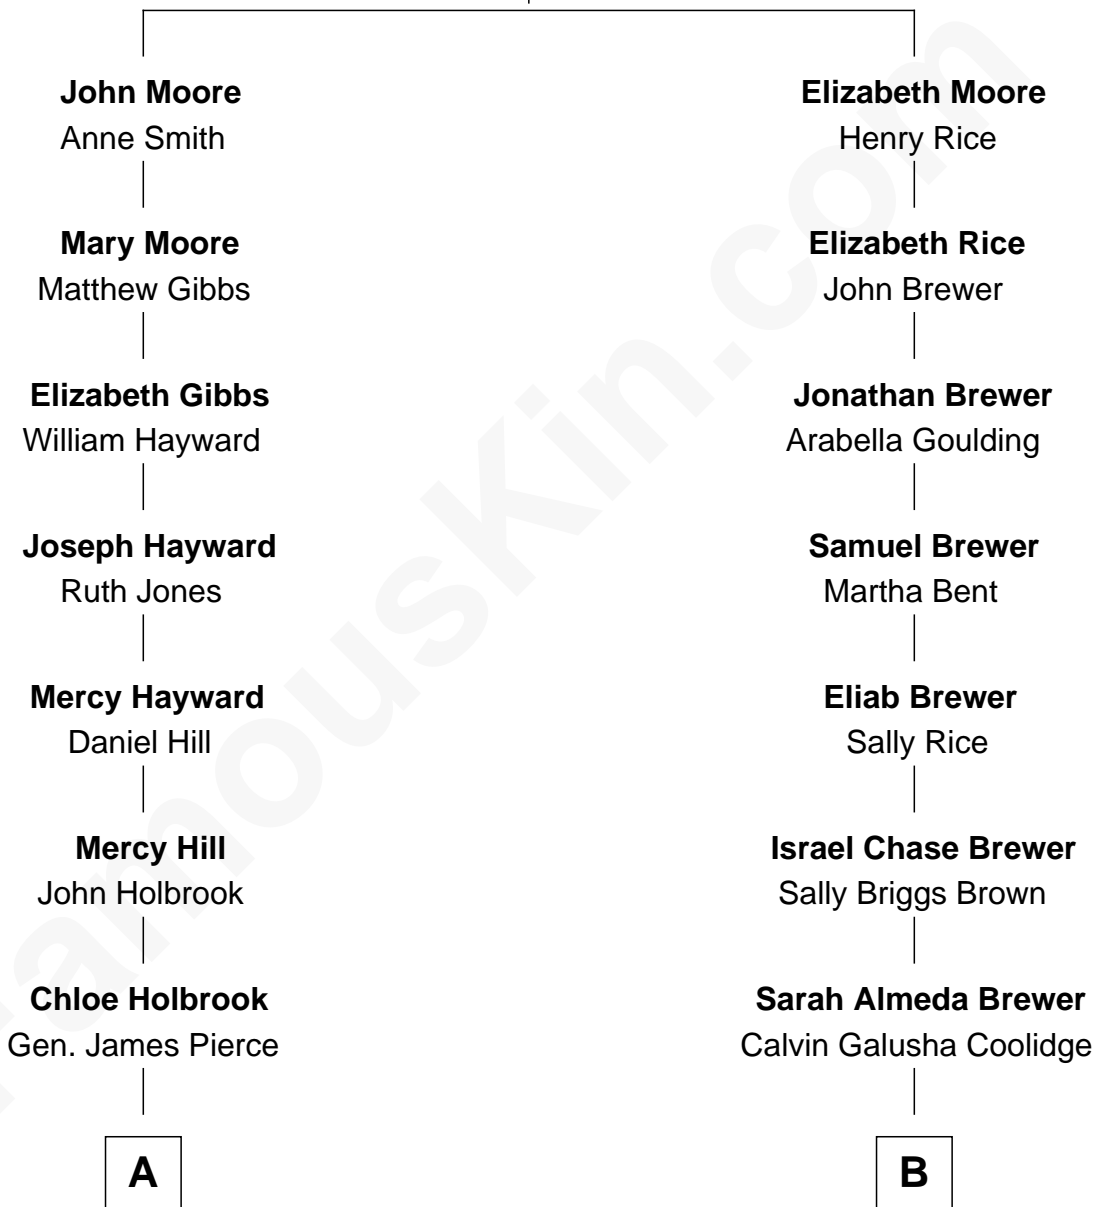 John Moore
Anne Smith
Mary Moore
Matthew Gibbs
Elizabeth Gibbs
William Hayward
Joseph Hayward
Ruth Jones
Mercy Hayward
Daniel Hill
Mercy Hill
John Holbrook
Chloe Holbrook
Gen. James Pierce
A
Elizabeth Moore
Henry Rice
Elizabeth Rice
John Brewer
Jonathan Brewer
Arabella Goulding
Samuel Brewer
Martha Bent
Eliab Brewer
Sally Rice
Israel Chase Brewer
Sally Briggs Brown
Sarah Almeda Brewer
Calvin Galusha Coolidge
B
FamousKin.com